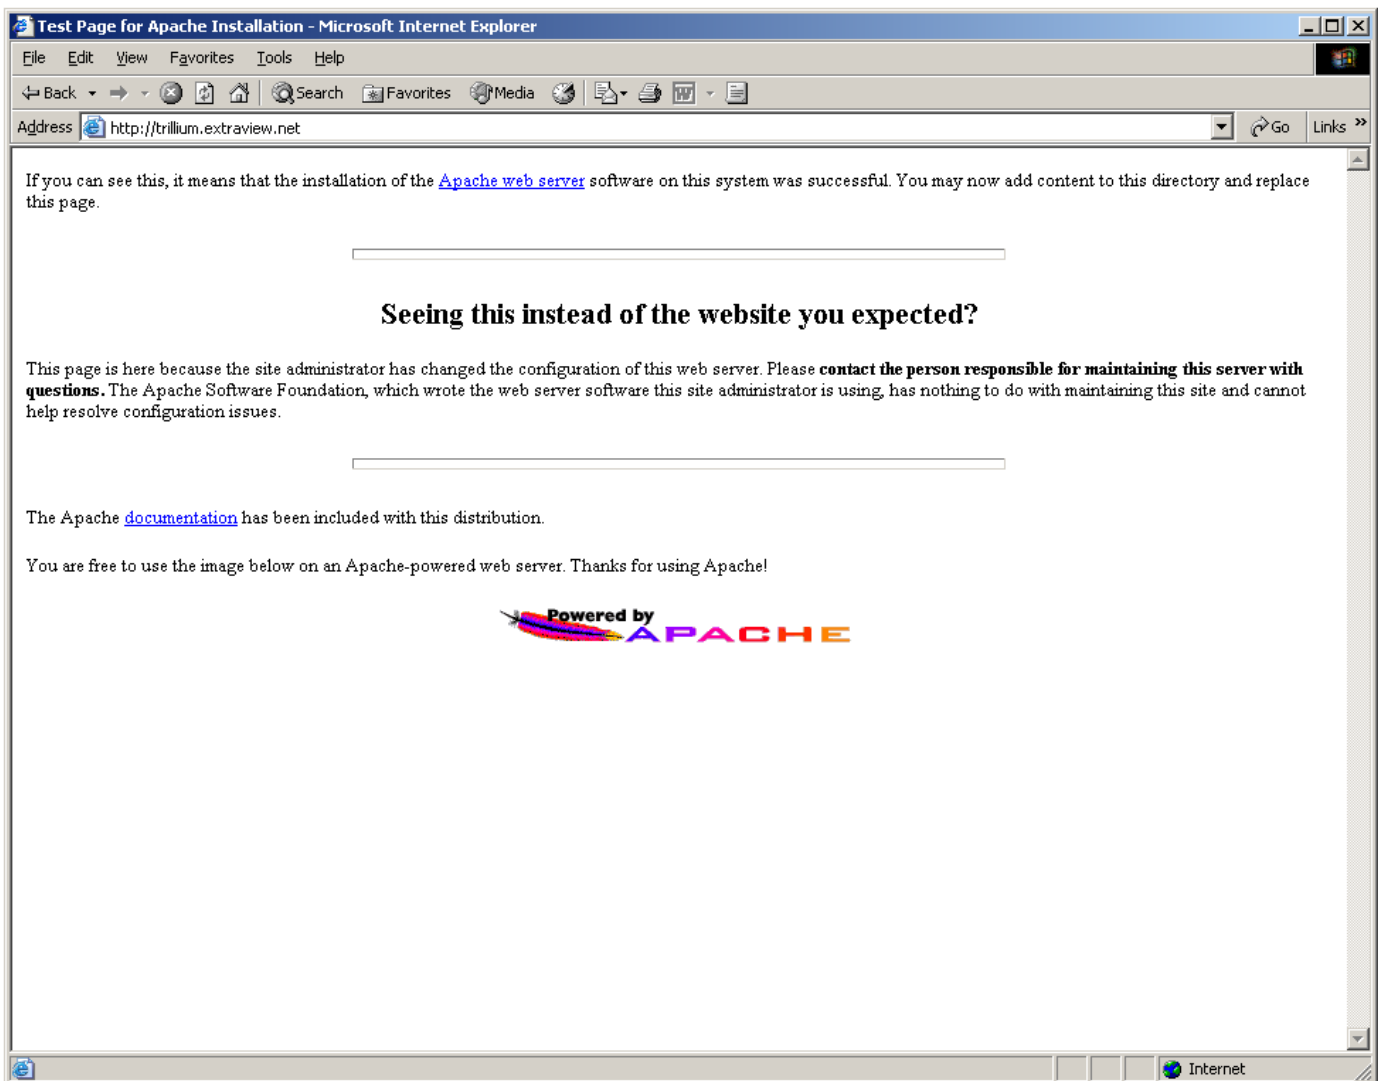 Test Page for Apache Installation - Microsoft Internet Explorer
File Edit View Favorites Tools Help
Back Search Favorites Media
Address http://trillium.extraview.net Go Links »
If you can see this, it means that the installation of the Apache web server software on this system was successful. You may now add content to this directory and replace
this page.
Seeing this instead of the website you expected?
This page is here because the site administrator has changed the configuration of this web server. Please contact the person responsible for maintaining this server with
questions. The Apache Software Foundation, which wrote the web server software this site administrator is using, has nothing to do with maintaining this site and cannot
help resolve configuration issues.
The Apache documentation has been included with this distribution.
You are free to use the image below on an Apache-powered web server. Thanks for using Apache!
Powered by
APACHE
Internet